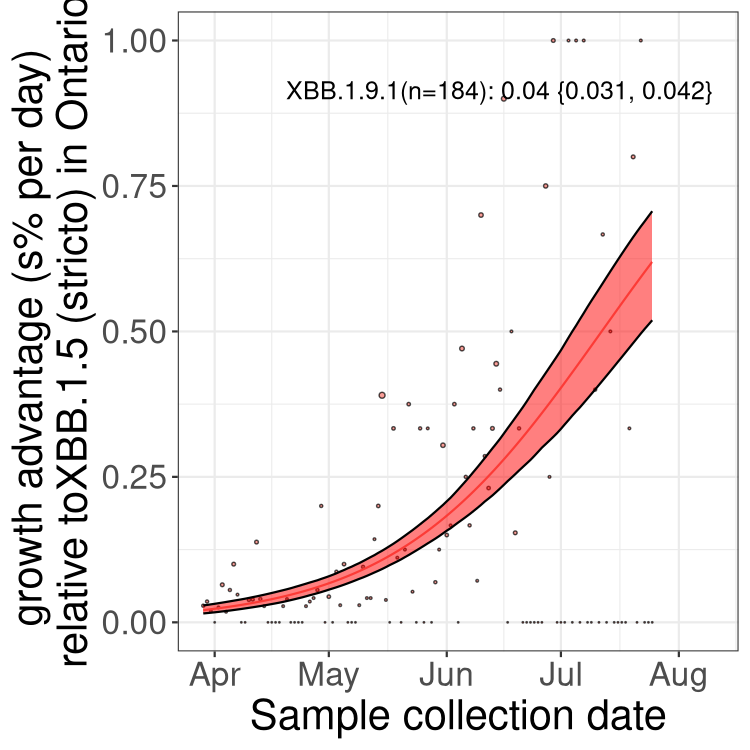 growth advantage (s% per day)
relative toXBB.1.5 (stricto) in Ontario
1.00
0.75
0.50
0.25
0.00
XBB.1.9.1(n=184): 0.04 {0.031, 0.042}
Apr May Jun Jul Aug
Sample collection date